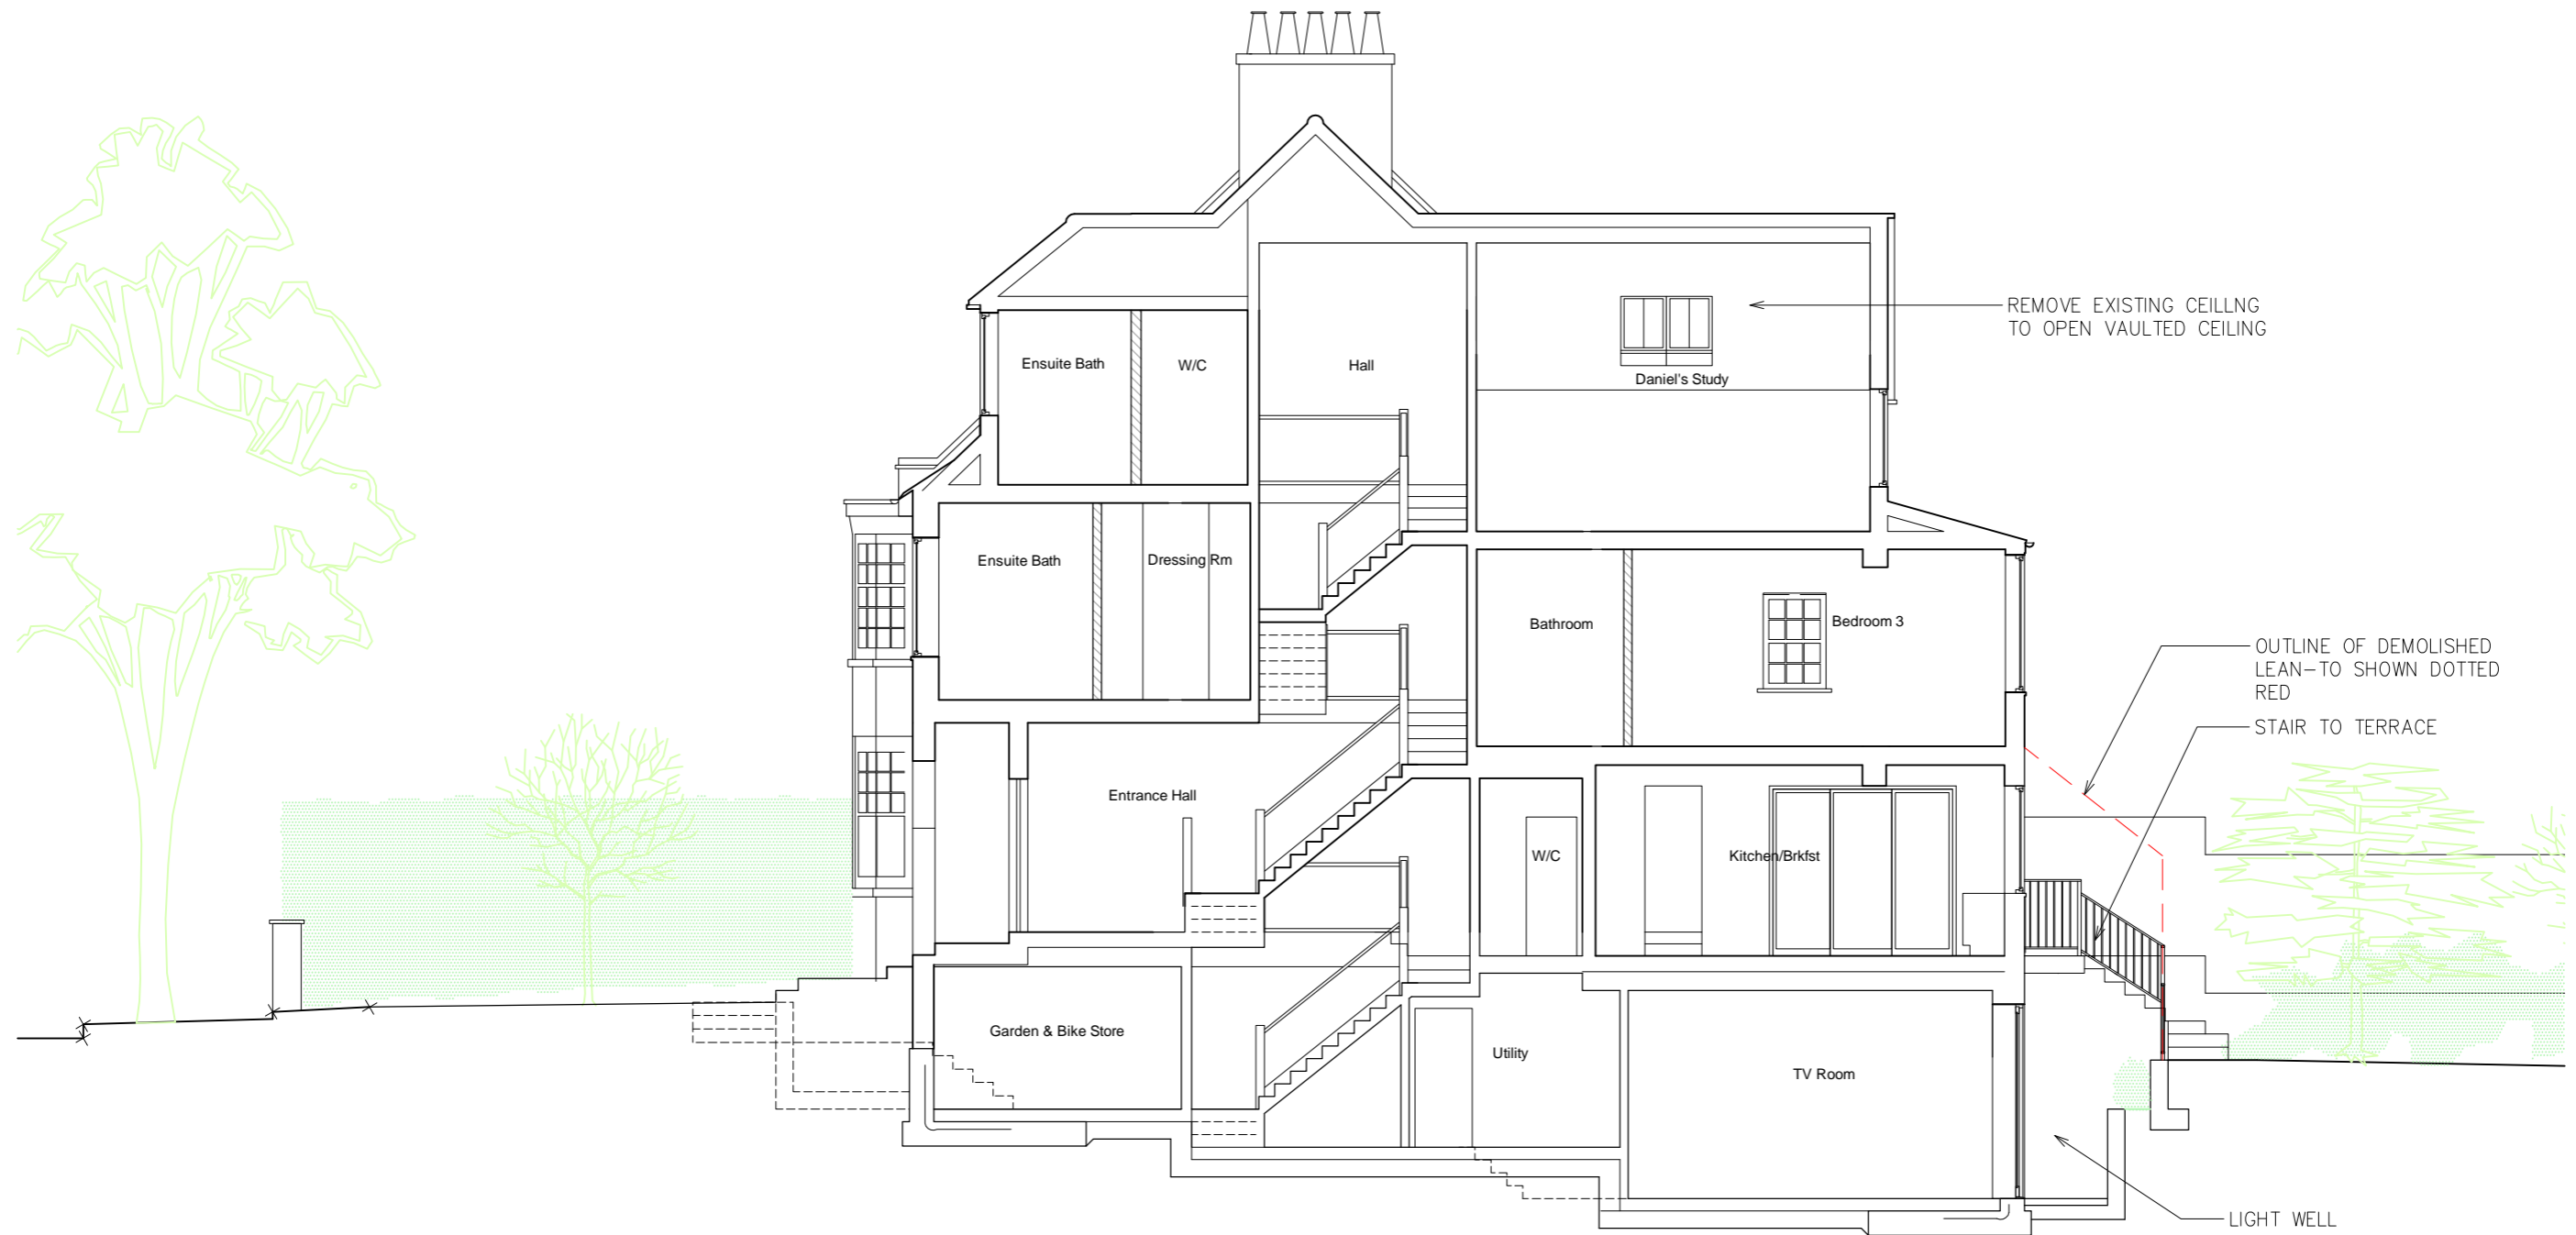 REMOVE EXISTING CEILLNG
TO OPEN VAULTED CEILING
Ensuite Bath
W/C
Hall
Daniel's Study
Ensuite Bath
Dressing Rm
Bathroom
Bedroom 3
OUTLINE OF DEMOLISHED
LEAN-TO SHOWN DOTTED
RED
STAIR TO TERRACE
Entrance Hall
W/C
Kitchen/Brkfst
Garden & Bike Store
Utility
TV Room
LIGHT WELL